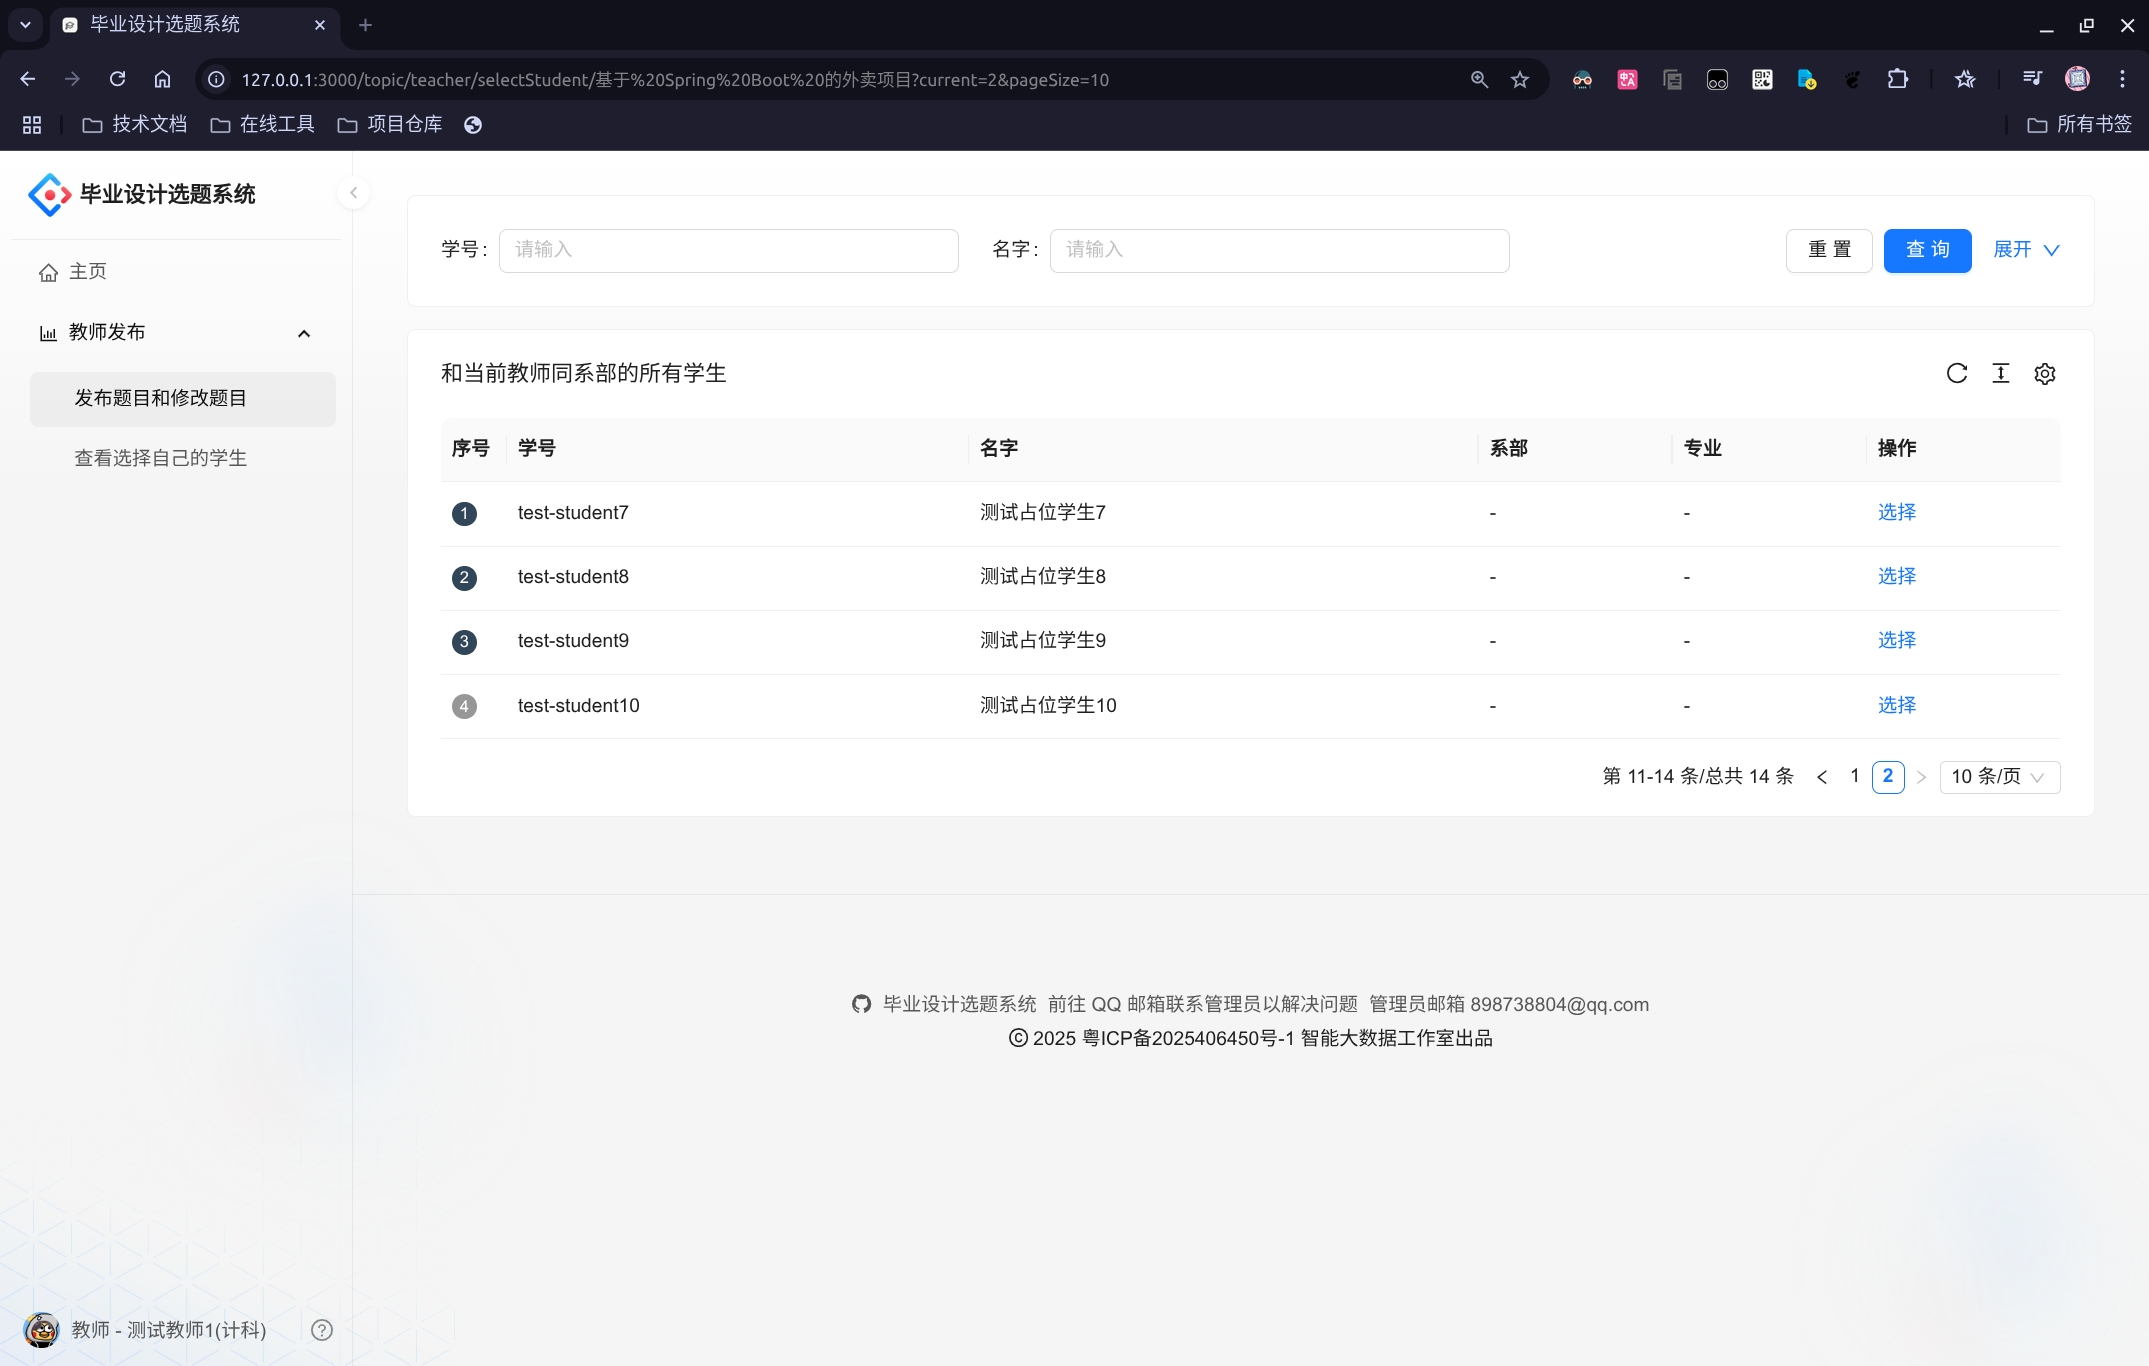 毕业设计选题系统
127.0.0.1:3000/topic/teacher/selectStudent/基于%20Spring%20Boot%20的外卖项目?current=2&pageSize=10
技术文档 在线工具 项目仓库 所有书签
毕业设计选题系统
主页
教师发布
发布题目和修改题目
查看选择自己的学生
学号: 请输入 名字: 请输入 重 置 查 询 展开
和当前教师同系部的所有学生
序号 学号 名字 系部 专业 操作
1 test-student7 测试占位学生7 - - 选择
2 test-student8 测试占位学生8 - - 选择
3 test-student9 测试占位学生9 - - 选择
4 test-student10 测试占位学生10 - - 选择
第 11-14 条/总共 14 条 < 1 2 > 10 条/页
毕业设计选题系统 前往 QQ 邮箱联系管理员以解决问题 管理员邮箱 898738804@qq.com
© 2025 粤ICP备2025406450号-1 智能大数据工作室出品
教师 - 测试教师1(计科)